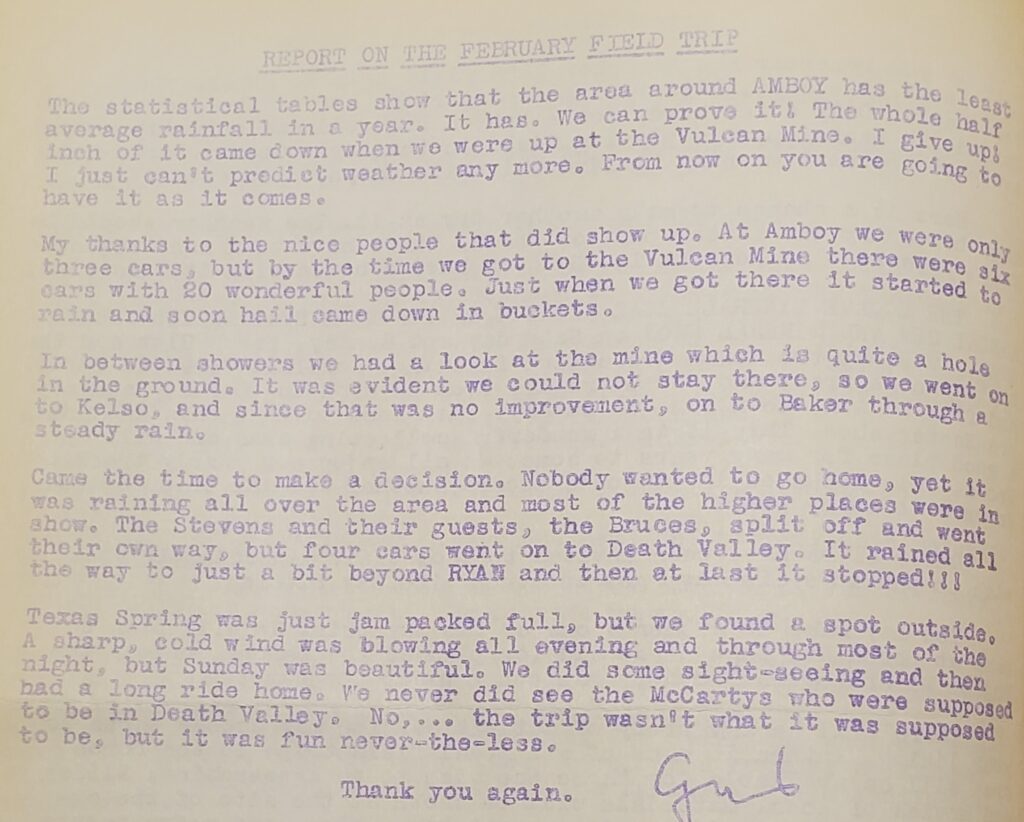 REPORT ON THE FEBRUARY FIELD TRIP
The statistical tables show that the area around AMBOY has the least
average rainfall in a year. It has. We can prove it! The whole half
inch of it came down when we were up at the Vulcan Mine. I give up!
I just can't predict weather any more. From now on you are going to
have it as it comes.
My thanks to the nice people that did show up. At Amboy we were only
three cars, but by the time we got to the Vulcan Mine there were six
cars with 20 wonderful people. Just when we got there it started to
rain and soon hail came down in buckets.
In between showers we had a look at the mine which is quite a hole
in the ground. It was evident we could not stay there, so we went on
to Kelso, and since that was no improvement, on to Baker through a
steady rain.
Came the time to make a decision. Nobody wanted to go home, yet it
was raining all over the area and most of the higher places were in
show. The Stevens and their guests, the Bruces, split off and went
their own way, but four cars went on to Death Valley. It rained all
the way to just a bit beyond RYAN and then at last it stopped!!!
Texas Spring was just jam packed full, but we found a spot outside.
A sharp, cold wind was blowing all evening and through most of the
night, but Sunday was beautiful. We did some sight-seeing and then
had a long ride home. We never did see the McCartys who were supposed
to be in Death Valley. No,... the trip wasn't what it was supposed
to be, but it was fun never-the-less.
Thank you again.